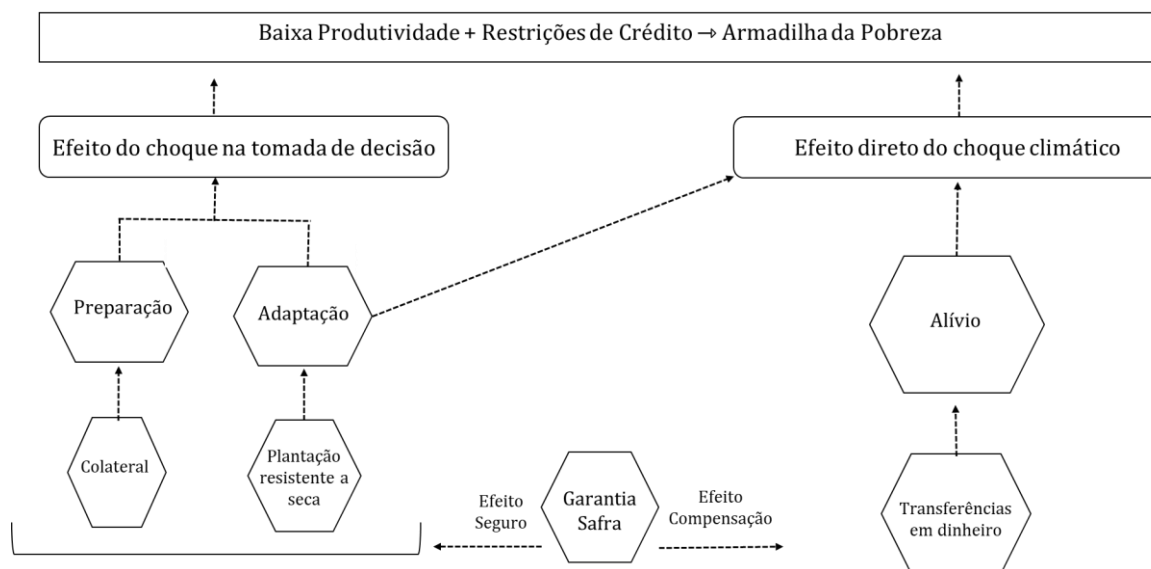 Baixa Produtividade + Restrições de Crédito → Armadilha da Pobreza
Efeito do choque na tomada de decisão
Efeito direto do choque climático
Preparação
Adaptação
Alívio
Colateral
Plantação
resistente a
seca
Efeito
Seguro
Garantia
Safra
Efeito
Compensação
Transferências
em dinheiro